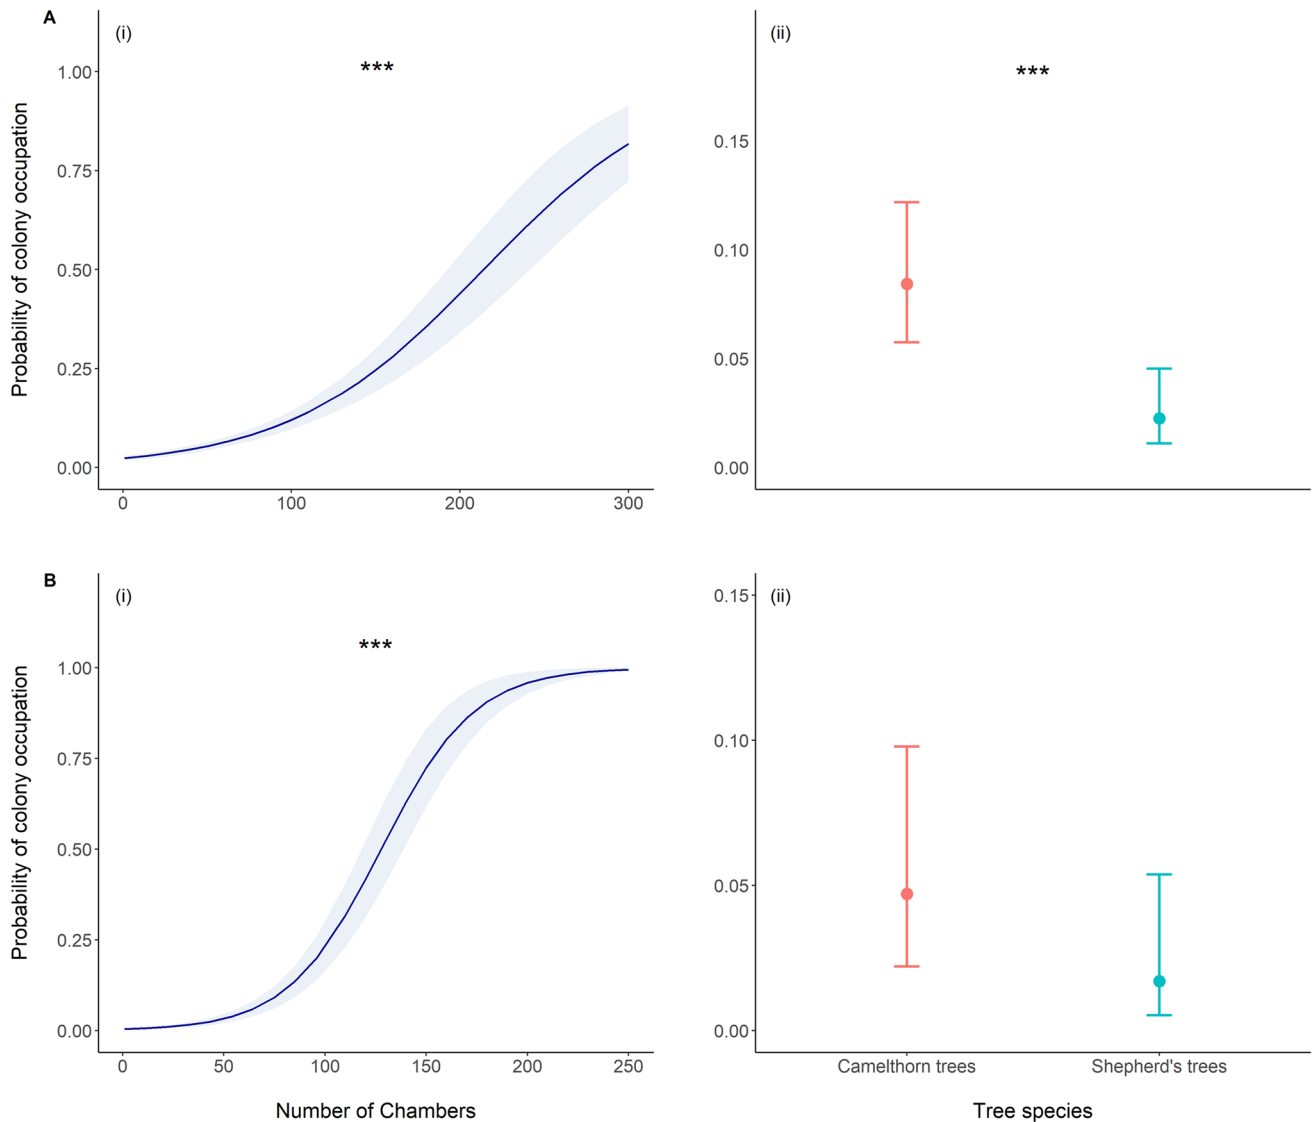 A
(i)
***
1.00
0.75
0.50
0.25
0.00
0
100
200
300
Probability of colony occupation
(ii)
***
0.15
0.10
0.05
0.00
B
(i)
***
1.00
0.75
0.50
0.25
0.00
0
50
100
150
200
250
Probability of colony occupation
Number of Chambers
(ii)
0.15
0.10
0.05
0.00
Camelthorn trees
Shepherd's trees
Tree species